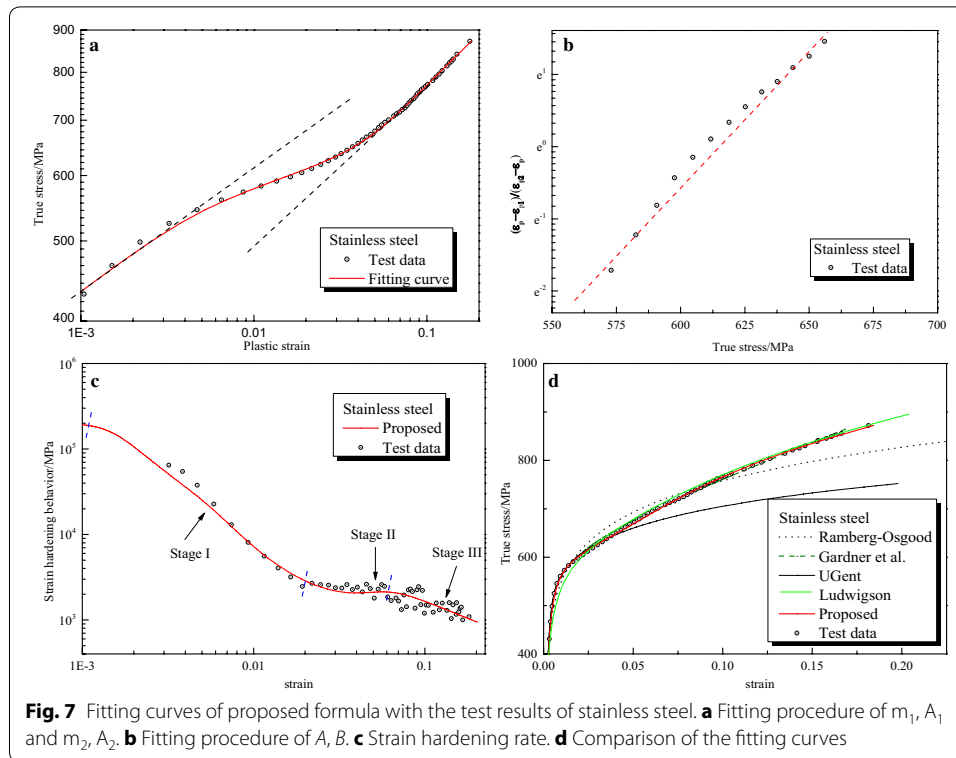 a
900
800
700
600
500
400
True stress/MPa
1E-3
0.01
0.1
Plastic strain
Stainless steel
Test data
Fitting curve
b
e¹
e⁰
e⁻¹
e⁻²
(εp−εp1)/(εp2−εp)
550
575
600
625
650
675
700
True stress/MPa
Stainless steel
Test data
c
10⁶
10⁵
10⁴
10³
Strain hardening behavior/MPa
1E-3
0.01
0.1
strain
Stainless steel
Proposed
Test data
Stage I
Stage II
Stage III
d
1000
800
600
400
True stress/MPa
0.00
0.05
0.10
0.15
0.20
strain
Stainless steel
Ramberg-Osgood
Gardner et al.
UGent
Ludwigson
Proposed
Test data
Fig. 7 Fitting curves of proposed formula with the test results of stainless steel. a Fitting procedure of m₁, A₁
and m₂, A₂. b Fitting procedure of A, B. c Strain hardening rate. d Comparison of the fitting curves